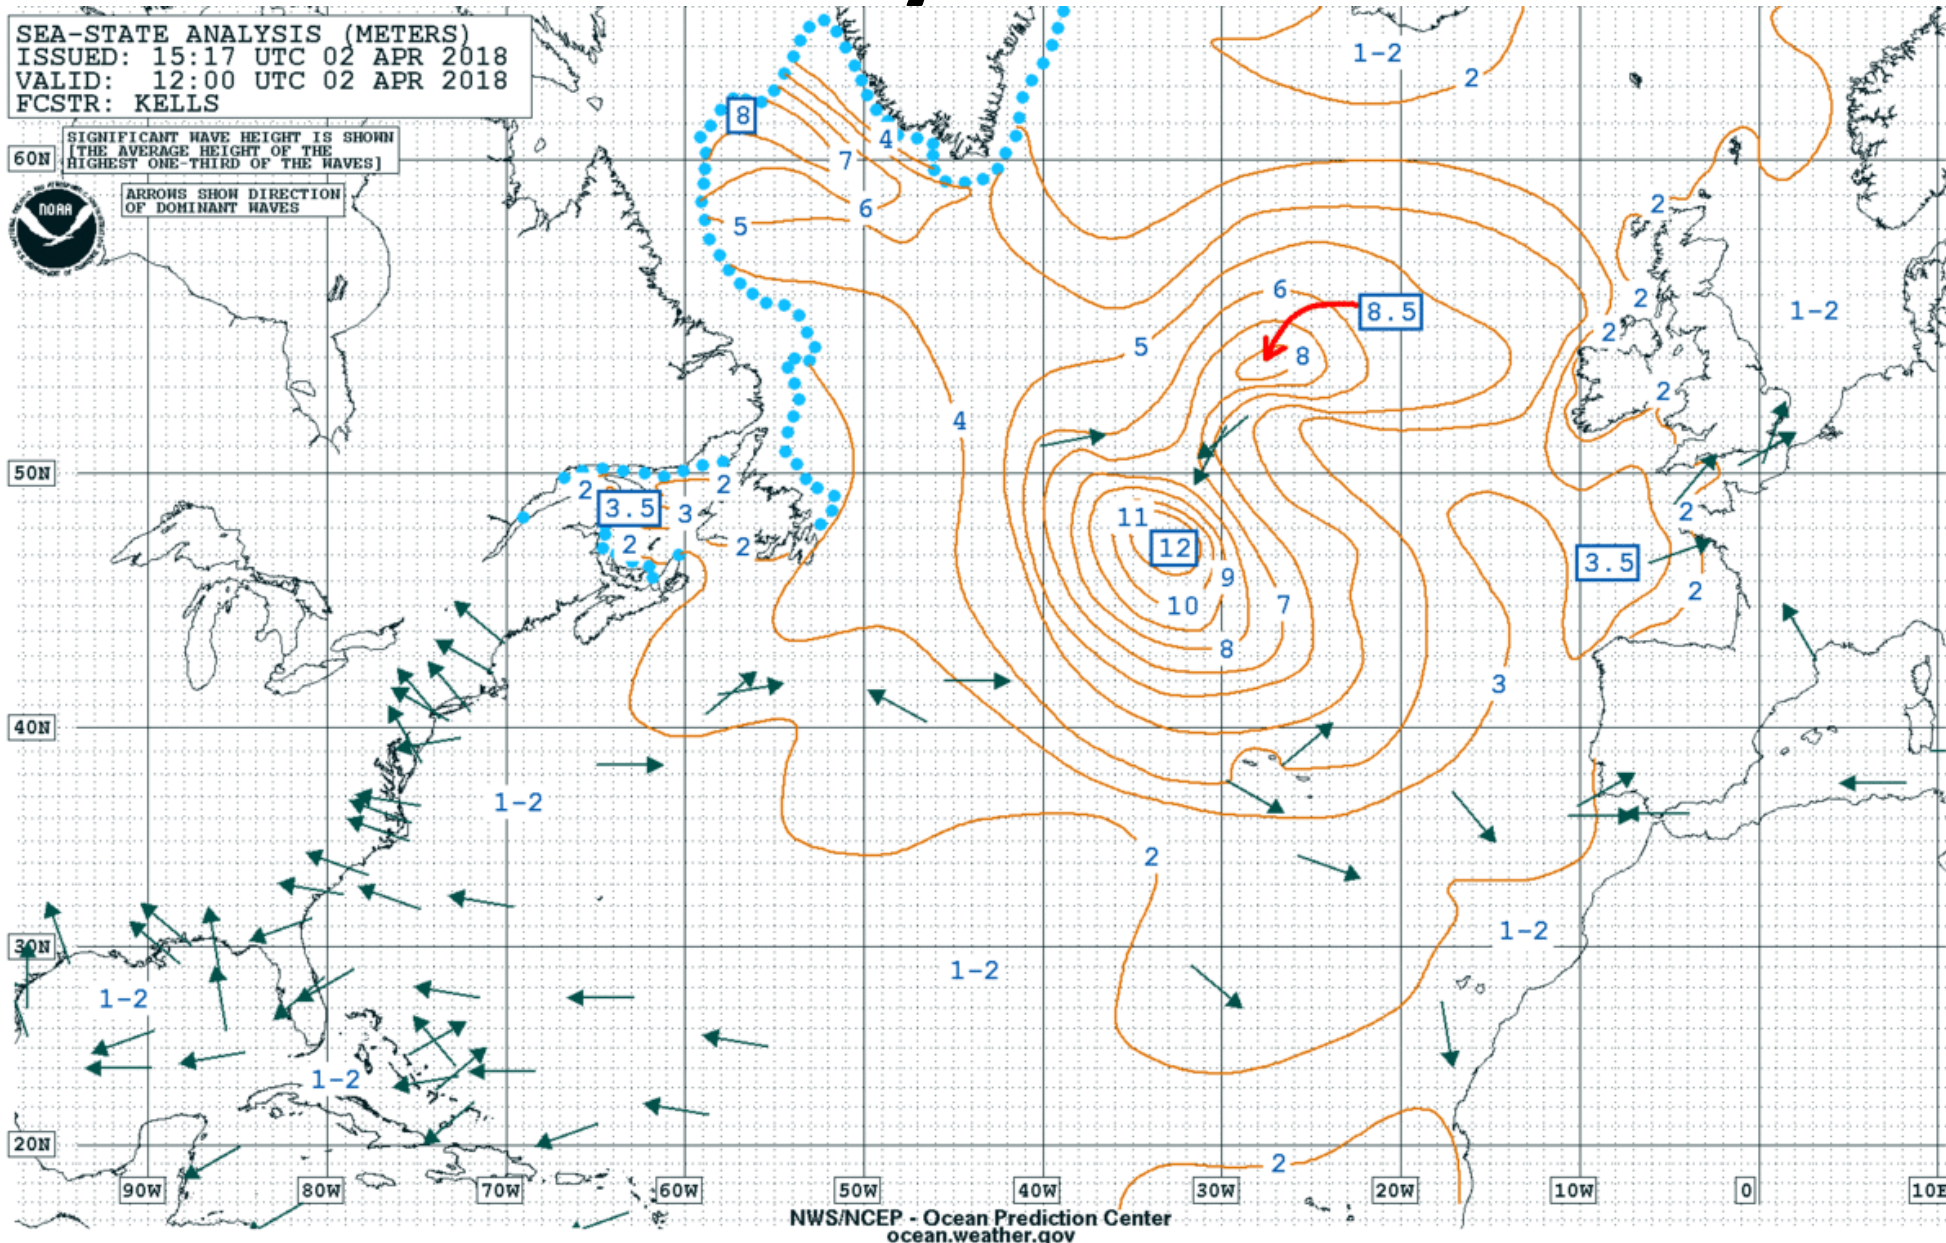 SEA-STATE ANALYSIS (METERS)
ISSUED: 15:17 UTC 02 APR 2018
VALID: 12:00 UTC 02 APR 2018
FCSTR: KELLS
SIGNIFICANT WAVE HEIGHT IS SHOWN
[THE AVERAGE HEIGHT OF THE
HIGHEST ONE-THIRD OF THE WAVES]
ARROWS SHOW DIRECTION
OF DOMINANT WAVES
NOAA
1-2
2
8
4
60N
7
2
6
5
6
2
8.5
1-2
2
5
8
2
4
50N
2
2
3.5
3
11
2
2
2
12
3.5
9
2
10
7
8
3
40N
1-2
2
1-2
30N
1-2
1-2
1-2
20N
2
90W
80W
70W
60W
50W
40W
30W
20W
10W
0
10E
NWS/NCEP - Ocean Prediction Center
ocean.weather.gov